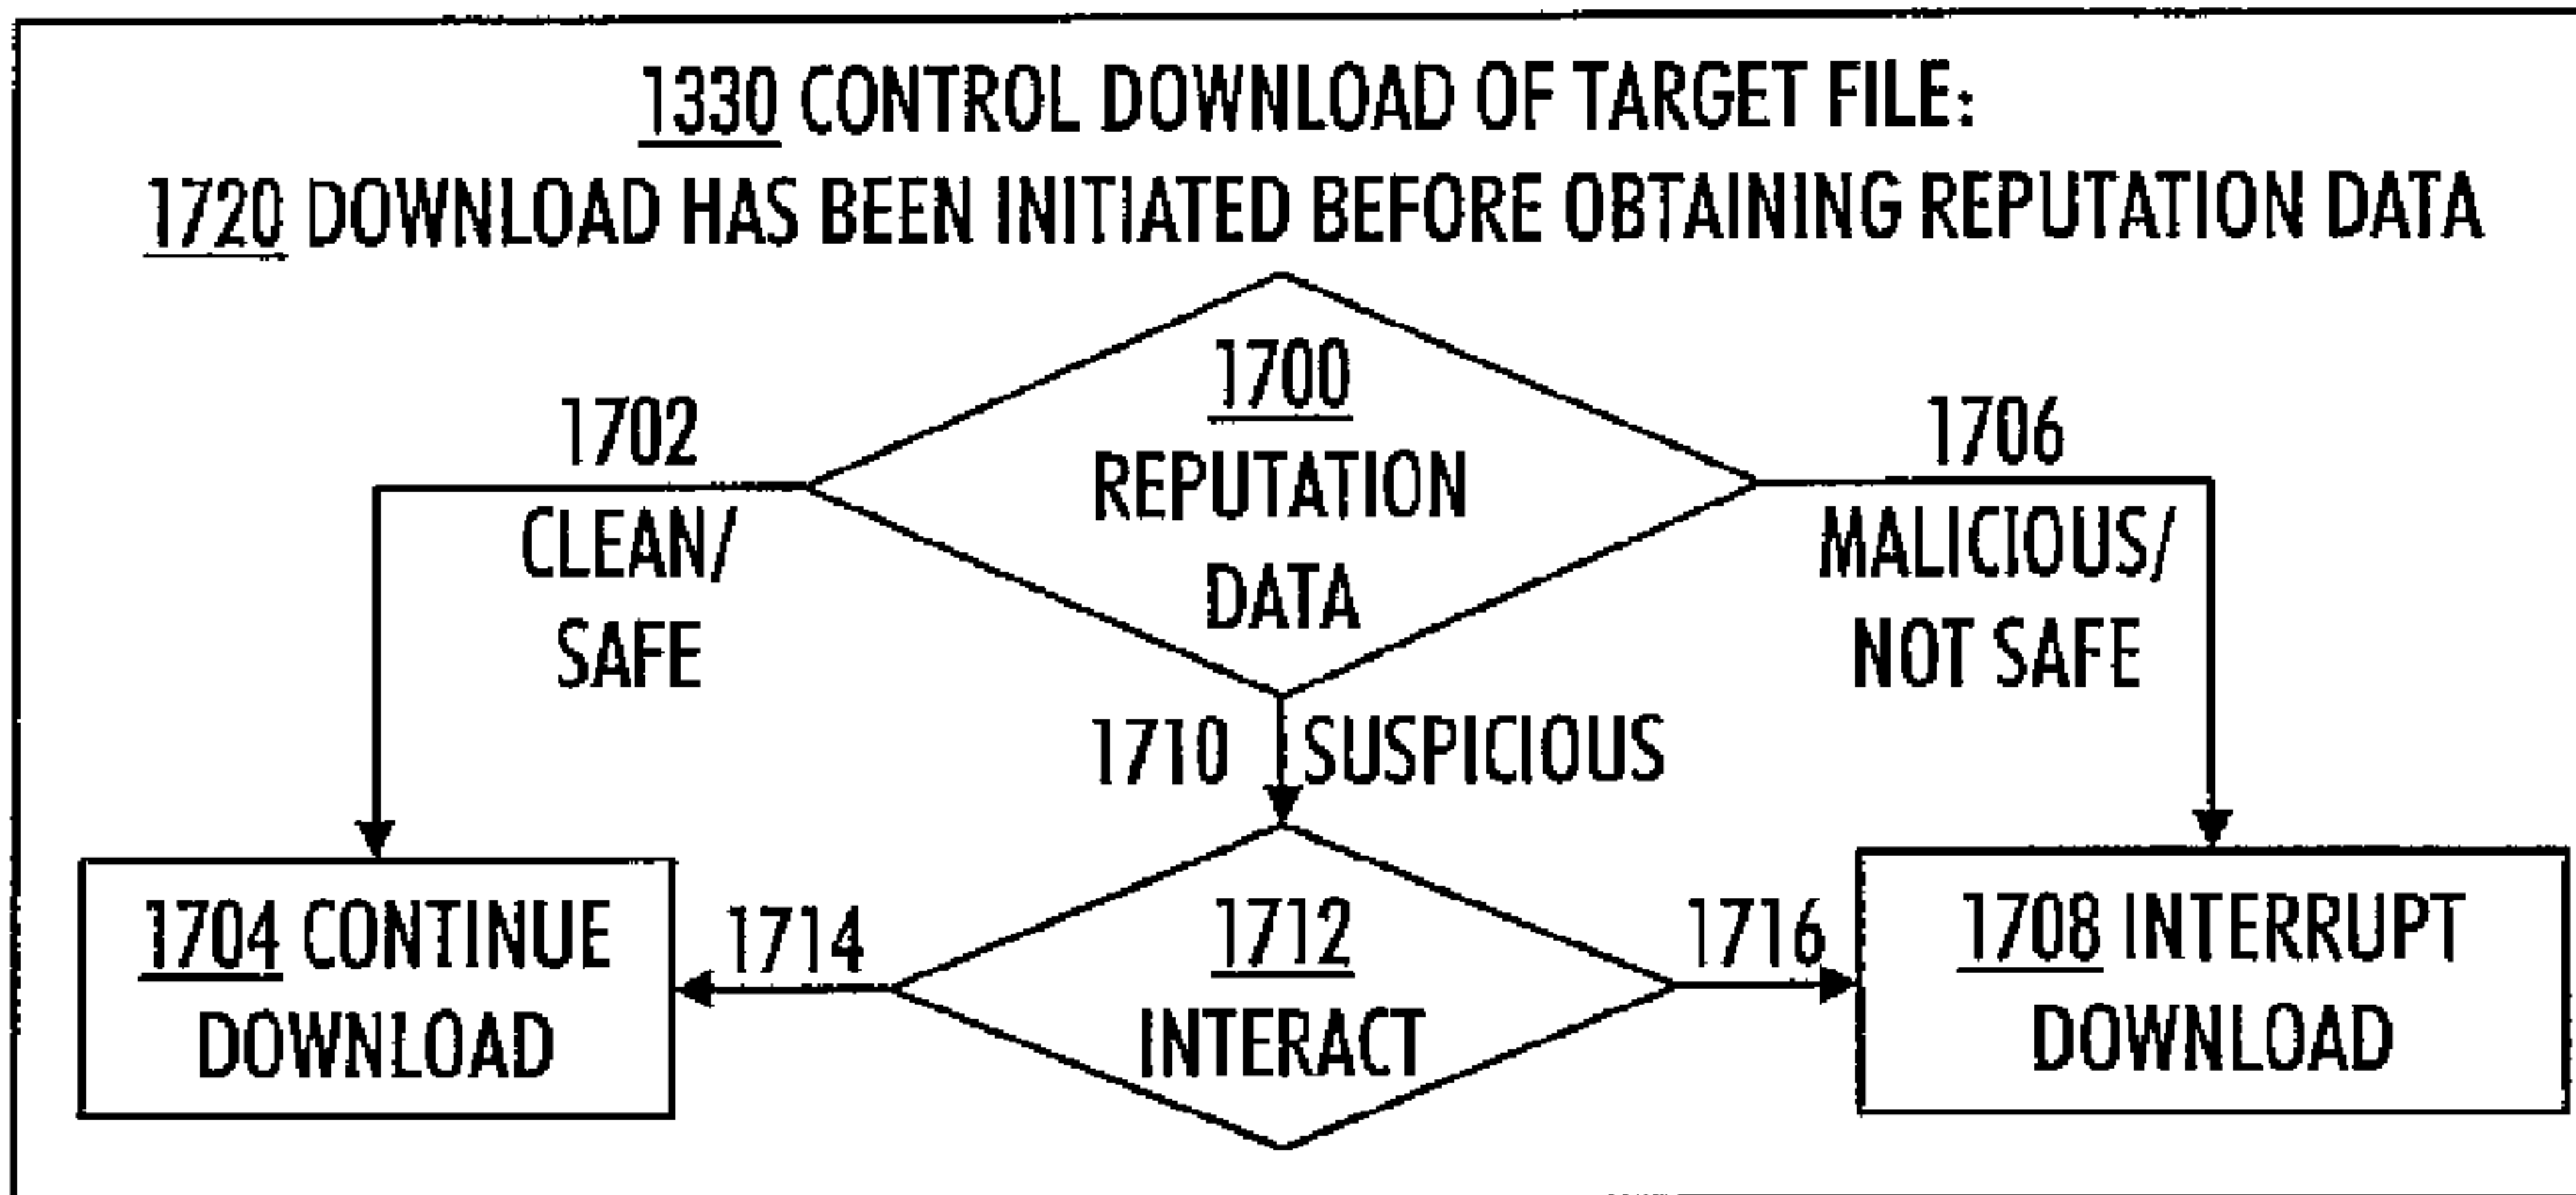 1330 CONTROL DOWNLOAD OF TARGET FILE:
1720 DOWNLOAD HAS BEEN INITIATED BEFORE OBTAINING REPUTATION DATA
1700
REPUTATION
DATA
1702
CLEAN/
SAFE
1706
MALICIOUS/
NOT SAFE
1710 SUSPICIOUS
1704 CONTINUE
DOWNLOAD
1714
1712
INTERACT
1716
1708 INTERRUPT
DOWNLOAD